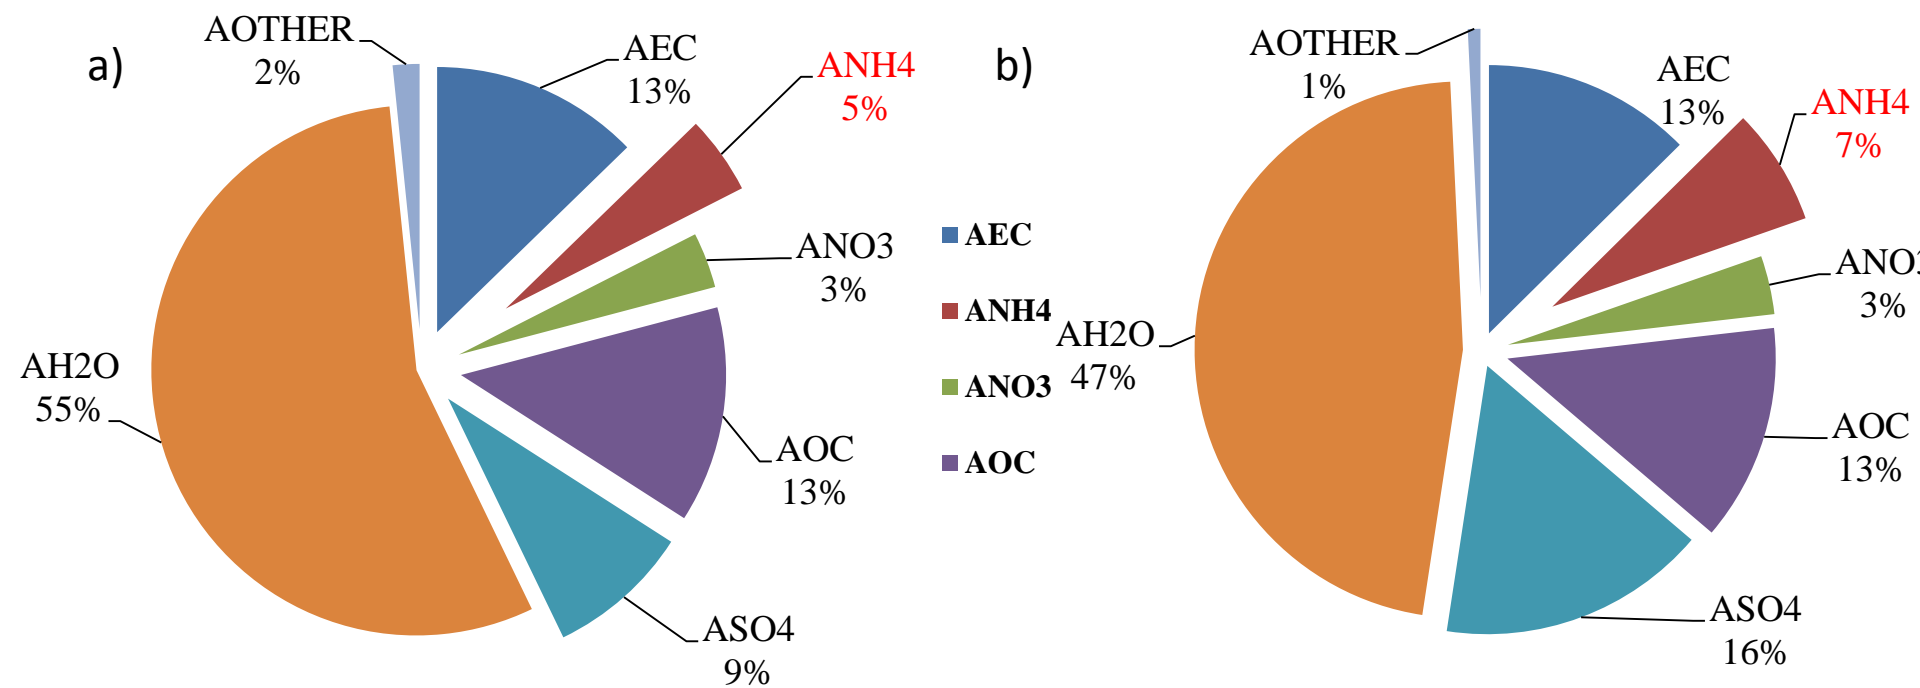 a)
AOTHER
2%
AEC
13%
ANH4
5%
ANO3
3%
AOC
13%
ASO4
9%
AH2O
55%
AEC
ANH4
ANO3
AOC
b)
AOTHER
1%
AEC
13%
ANH4
7%
ANO3
3%
AOC
13%
ASO4
16%
AH2O
47%